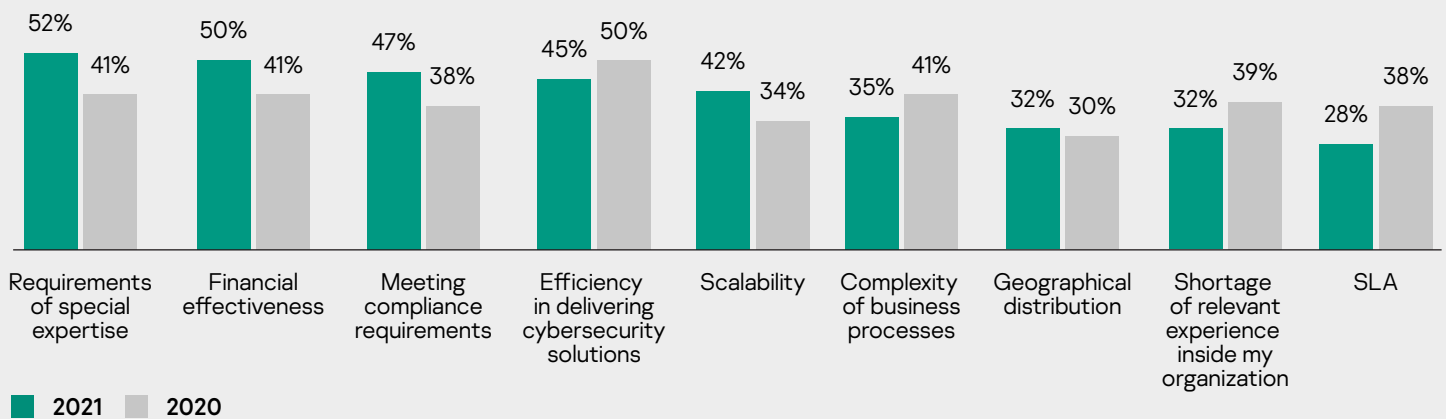 52%
41%
50%
41%
47%
38%
45%
50%
42%
34%
35%
41%
32%
30%
32%
39%
28%
38%
Requirements
of special
expertise
Financial
effectiveness
Meeting
compliance
requirements
Efficiency
in delivering
cybersecurity
solutions
Scalability
Complexity
of business
processes
Geographical
distribution
Shortage
of relevant
experience
inside my
organization
SLA
2021 2020